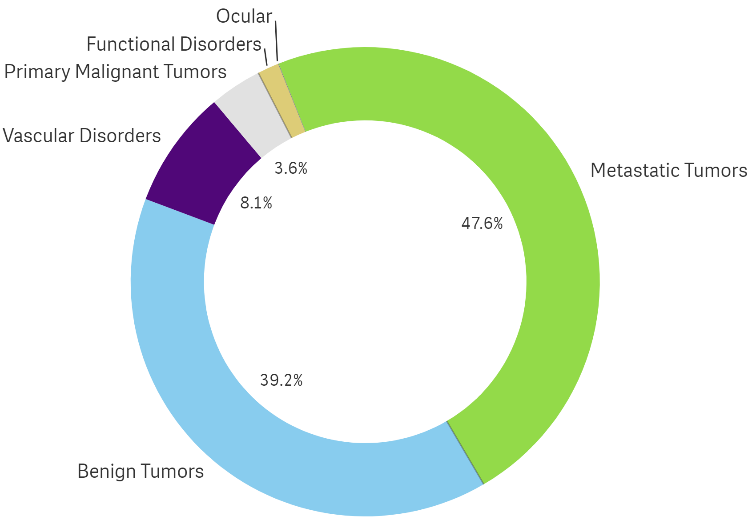 Ocular
Functional Disorders
Primary Malignant Tumors
Vascular Disorders
3.6%
Metastatic Tumors
8.1%
47.6%
39.2%
Benign Tumors